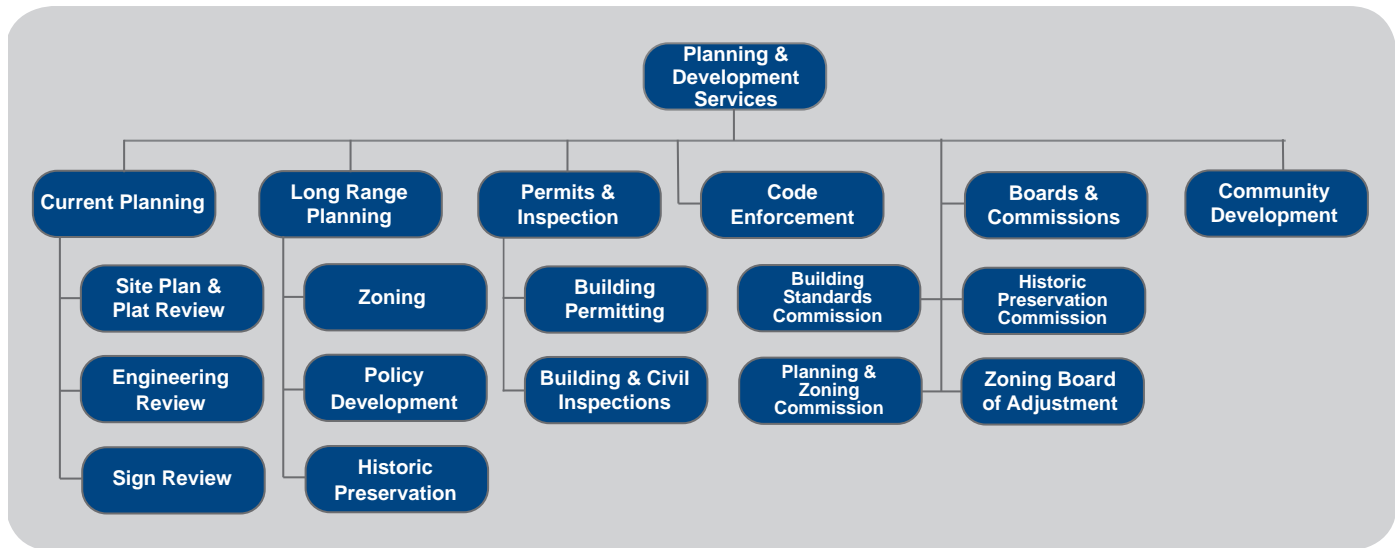 Planning &
Development
Services
Current Planning
Long Range
Planning
Permits &
Inspection
Code
Enforcement
Boards &
Commissions
Community
Development
Site Plan &
Plat Review
Zoning
Building
Permitting
Building
Standards
Commission
Historic
Preservation
Commission
Engineering
Review
Policy
Development
Building & Civil
Inspections
Planning &
Zoning
Commission
Zoning Board
of Adjustment
Sign Review
Historic
Preservation